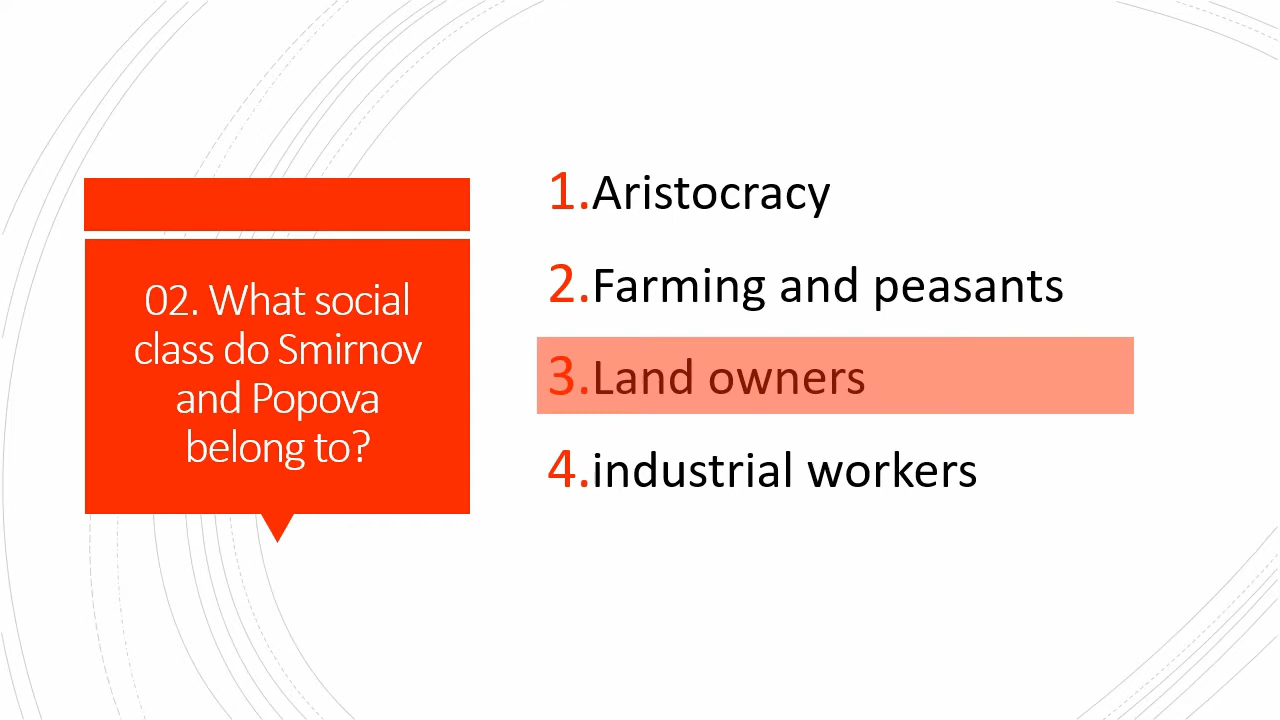 02. What social
class do Smirnov
and Popova
belong to?
1.Aristocracy
2.Farming and peasants
3.Land owners
4.industrial workers